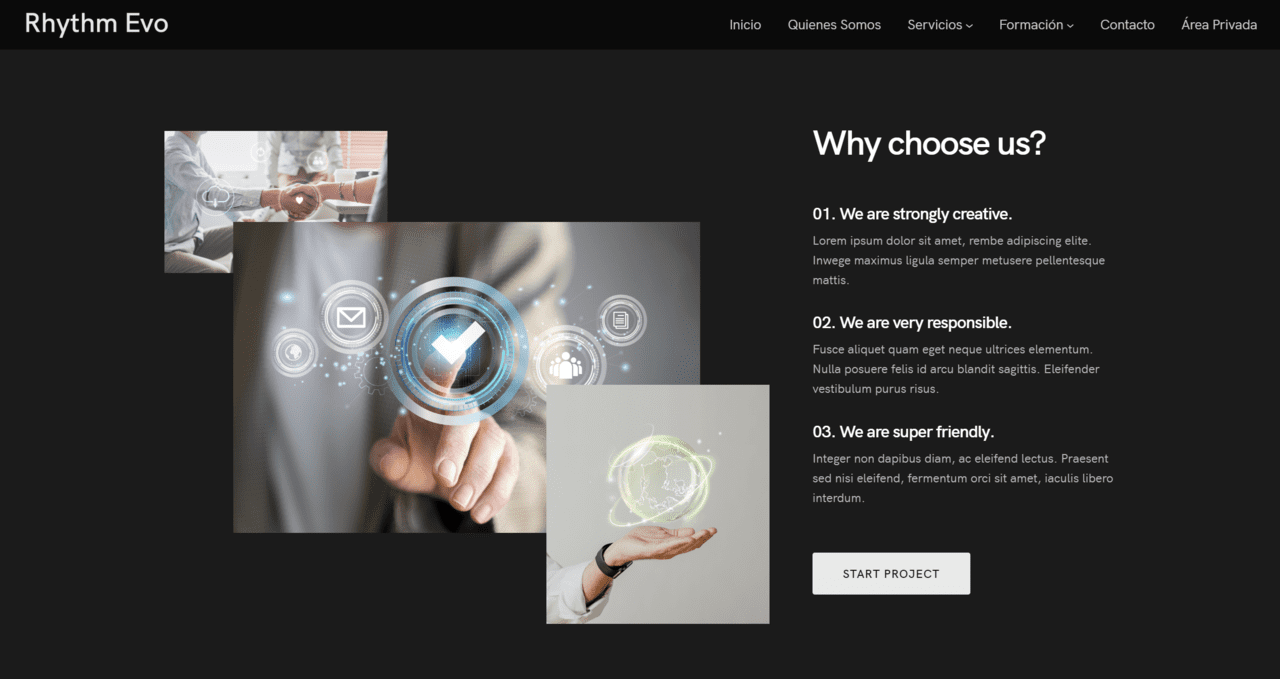 Rhythm Evo
Inicio Quienes Somos Servicios Formación Contacto Área Privada
Why choose us?
01. We are strongly creative.
Lorem ipsum dolor sit amet, rembe adipiscing elite.
Inwege maximus ligula semper metusere pellentesque
mattis.
02. We are very responsible.
Fusce aliquet quam eget neque ultrices elementum.
Nulla posuere felis id arcu blandit sagittis. Eleifender
vestibulum purus risus.
03. We are super friendly.
Integer non dapibus diam, ac eleifend lectus. Praesent
sed nisi eleifend, fermentum orci sit amet, iaculis libero
interdum.
START PROJECT